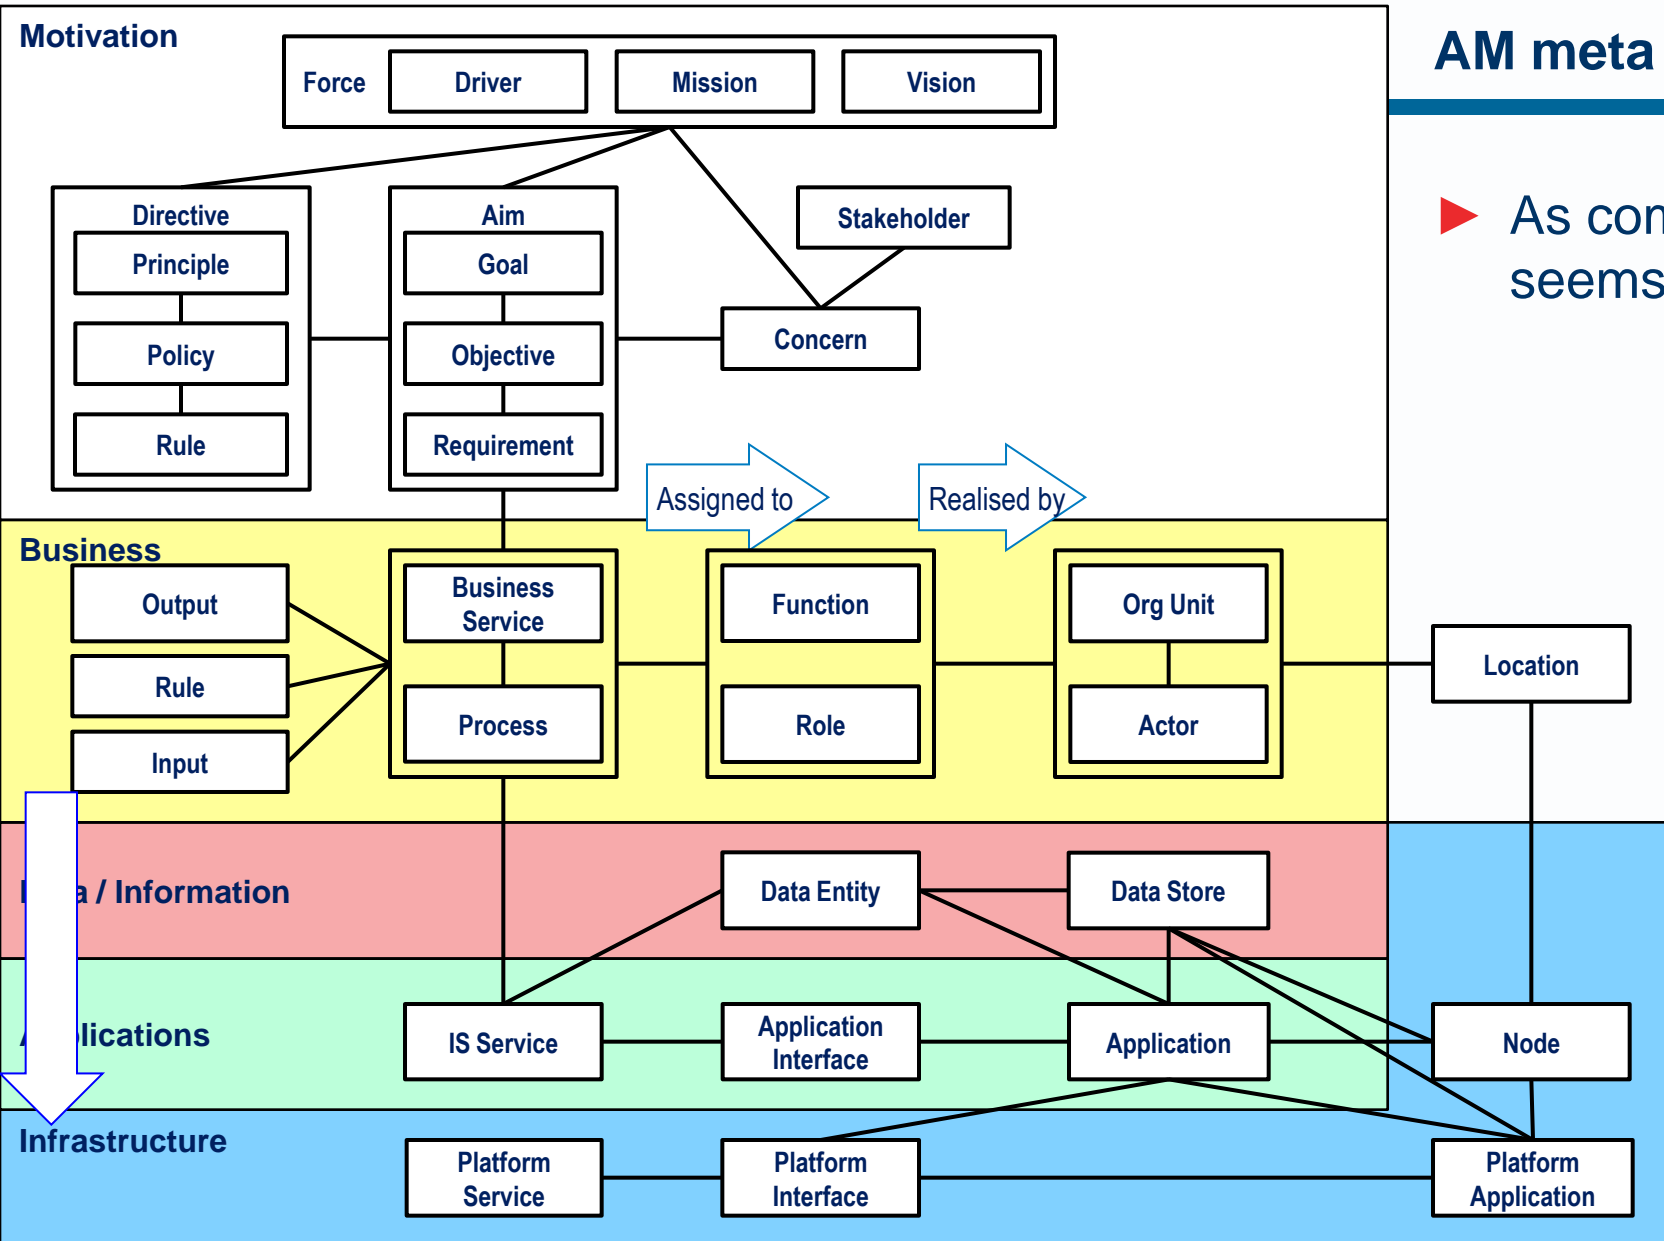 Motivation
AM meta
Force
Driver
Mission
Vision
As con
seems
Directive
Principle
Policy
Rule
Aim
Goal
Objective
Requirement
Stakeholder
Concern
Assigned to
Realised by
Business
Output
Rule
Input
Business
Service
Process
Function
Role
Org Unit
Actor
Location
a / Information
Data Entity
Data Store
lications
IS Service
Application
Interface
Application
Node
Infrastructure
Platform
Service
Platform
Interface
Platform
Application